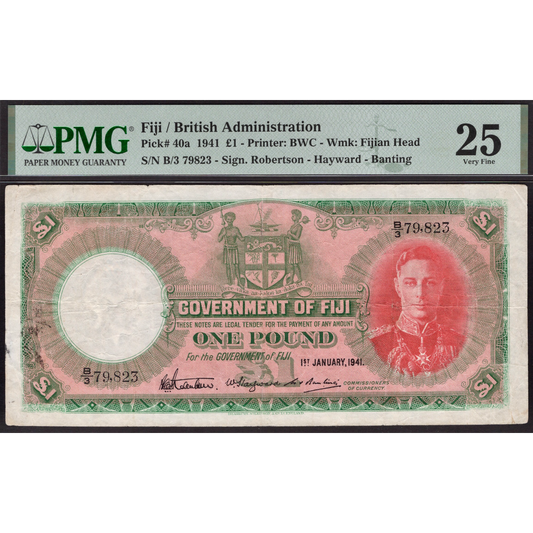 PMG
PAPER MONEY GUARANTY
Fiji / British Administration
Pick# 40a 1941 £1 - Printer: BWC - Wmk: Fijian Head
S/N B/3 79823 - Sign. Robertson - Hayward - Banting
25
Very Fine
£1
£1
B/3 79,823
GOVERNMENT OF FIJI
THESE NOTES ARE LEGAL TENDER FOR THE PAYMENT OF ANY AMOUNT
ONE POUND
For the GOVERNMENT of FIJI
1ST JANUARY, 1941.
B/3 79,823
COMMISSIONERS
OF CURRENCY
£1
£1